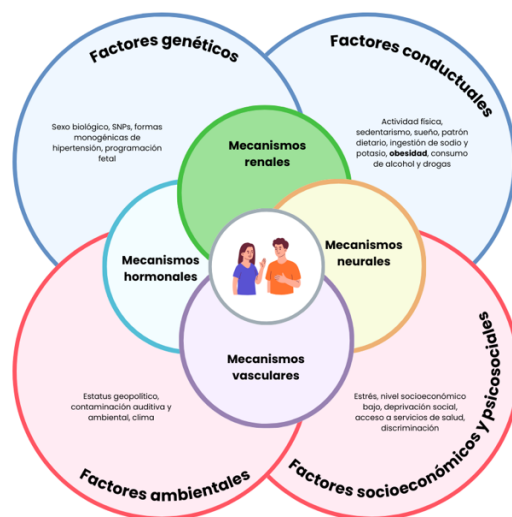 Factores genéticos
Factores conductuales
Sexo biológico, SNPs, formas
monogénicas de
hipertensión, programación
fetal
Actividad física,
sedentarismo, sueño, patrón
dietario, ingestión de sodio y
potasio, obesidad, consumo
de alcohol y drogas
Mecanismos
renales
Mecanismos
hormonales
Mecanismos
neurales
Mecanismos
vasculares
Estatus geopolítico,
contaminación auditiva y
ambiental, clima
Estrés, nivel socioeconómico
bajo, deprivación social,
acceso a servicios de salud,
discriminación
Factores ambientales
Factores socioeconómicos y psicosociales